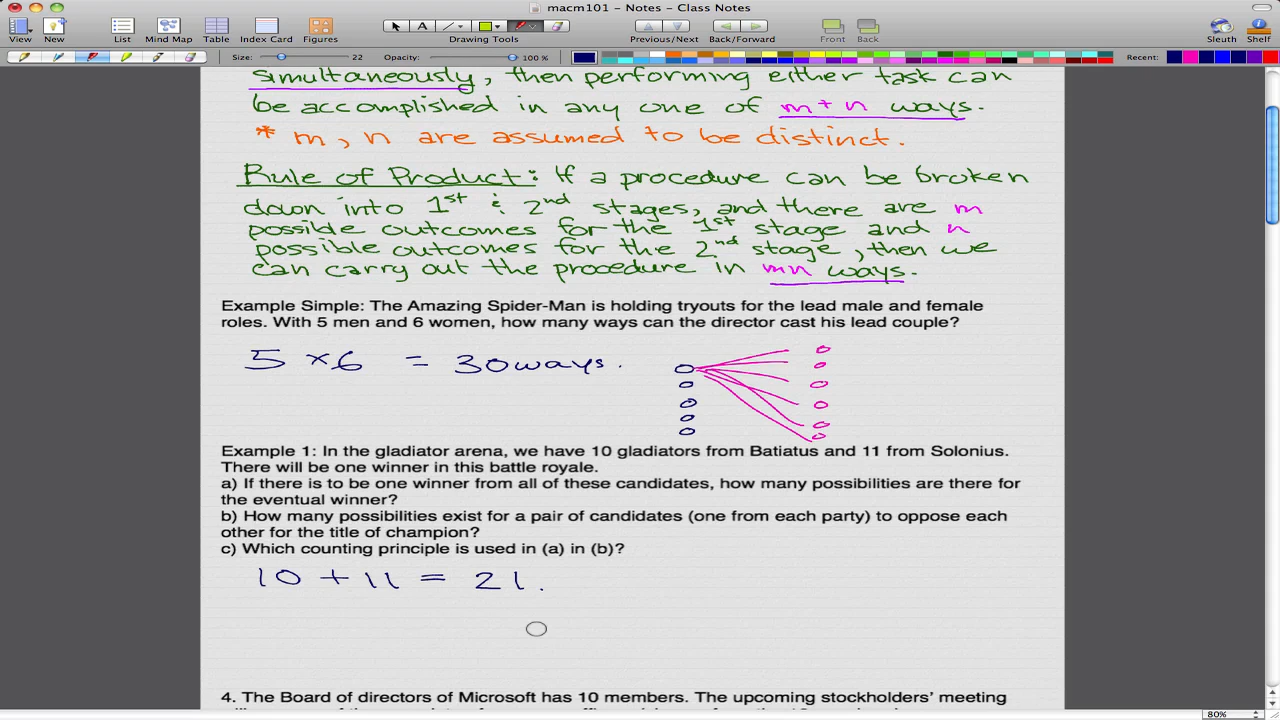 macm101 - Notes - Class Notes
View New List Mind Map Table Index Card Figures Drawing Tools Previous/Next Back/Forward Forward Back Sleuth Shelf
Size: 22 Opacity: 100 % Recent:
simultaneously, then performing either task can
be accomplished in any one of m + n ways.
* m, n are assumed to be distinct.
Rule of Product: If a procedure can be broken
down into 1st & 2nd stages, and there are m
possible outcomes for the 1st stage and n
possible outcomes for the 2nd stage, then we
can carry out the procedure in mn ways.
Example Simple: The Amazing Spider-Man is holding tryouts for the lead male and female
roles. With 5 men and 6 women, how many ways can the director cast his lead couple?
5 × 6 = 30 ways.
Example 1: In the gladiator arena, we have 10 gladiators from Batiatus and 11 from Solonius.
There will be one winner in this battle royale.
a) If there is to be one winner from all of these candidates, how many possibilities are there for
the eventual winner?
b) How many possibilities exist for a pair of candidates (one from each party) to oppose each
other for the title of champion?
c) Which counting principle is used in (a) in (b)?
10 + 11 = 21.
4. The Board of directors of Microsoft has 10 members. The upcoming stockholders' meeting
80%